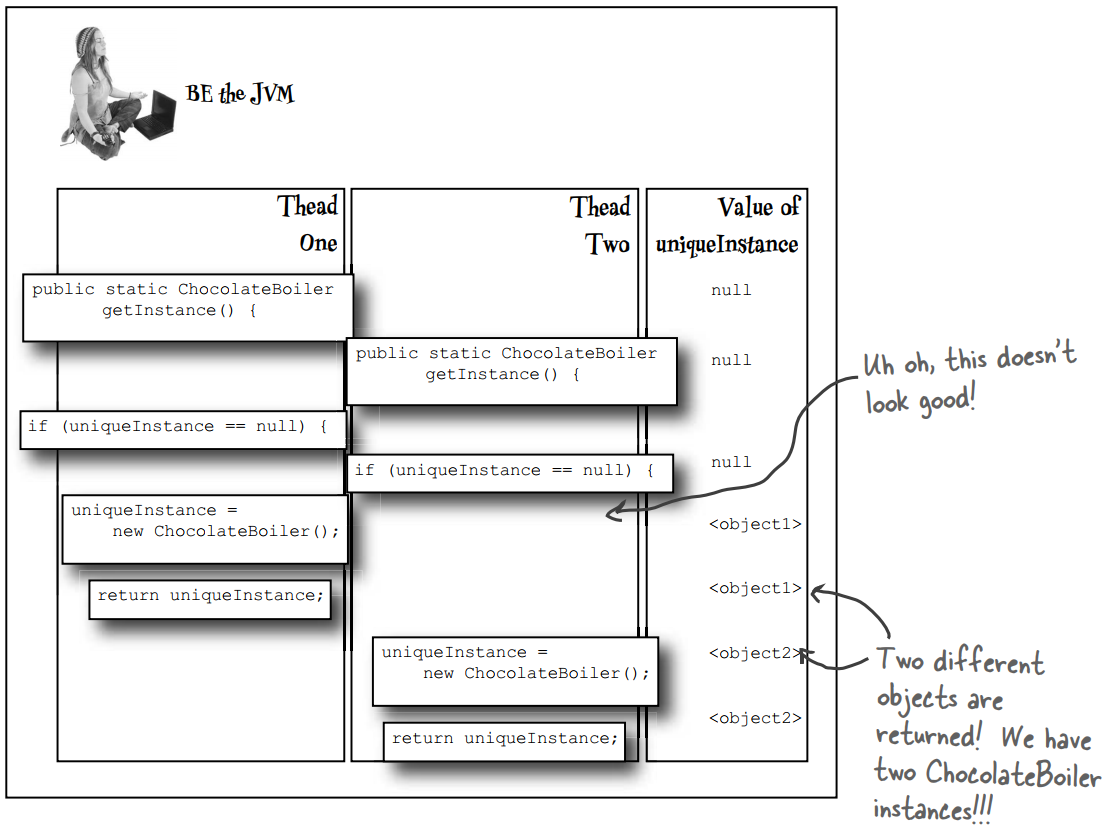 BE the JVM
Thead
One
Thead
Two
Value of
uniqueInstance
public static ChocolateBoiler
getInstance() {
null
public static ChocolateBoiler
getInstance() {
null
Uh oh, this doesn't
look good!
if (uniqueInstance == null) {
if (uniqueInstance == null) {
null
uniqueInstance =
new ChocolateBoiler();
<object1>
return uniqueInstance;
<object1>
uniqueInstance =
new ChocolateBoiler();
<object2>
return uniqueInstance;
<object2>
Two different
objects are
returned! We have
two ChocolateBoiler
instances!!!